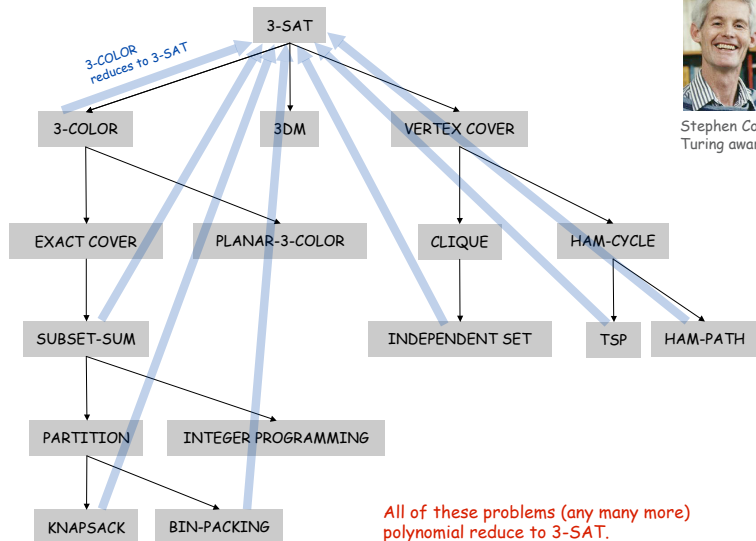 3-SAT
3-COLOR
reduces to 3-SAT
3-COLOR
3DM
VERTEX COVER
Stephen Co
Turing awar
EXACT COVER
PLANAR-3-COLOR
CLIQUE
HAM-CYCLE
SUBSET-SUM
INDEPENDENT SET
TSP
HAM-PATH
PARTITION
INTEGER PROGRAMMING
KNAPSACK
BIN-PACKING
All of these problems (any many more)
polynomial reduce to 3-SAT.